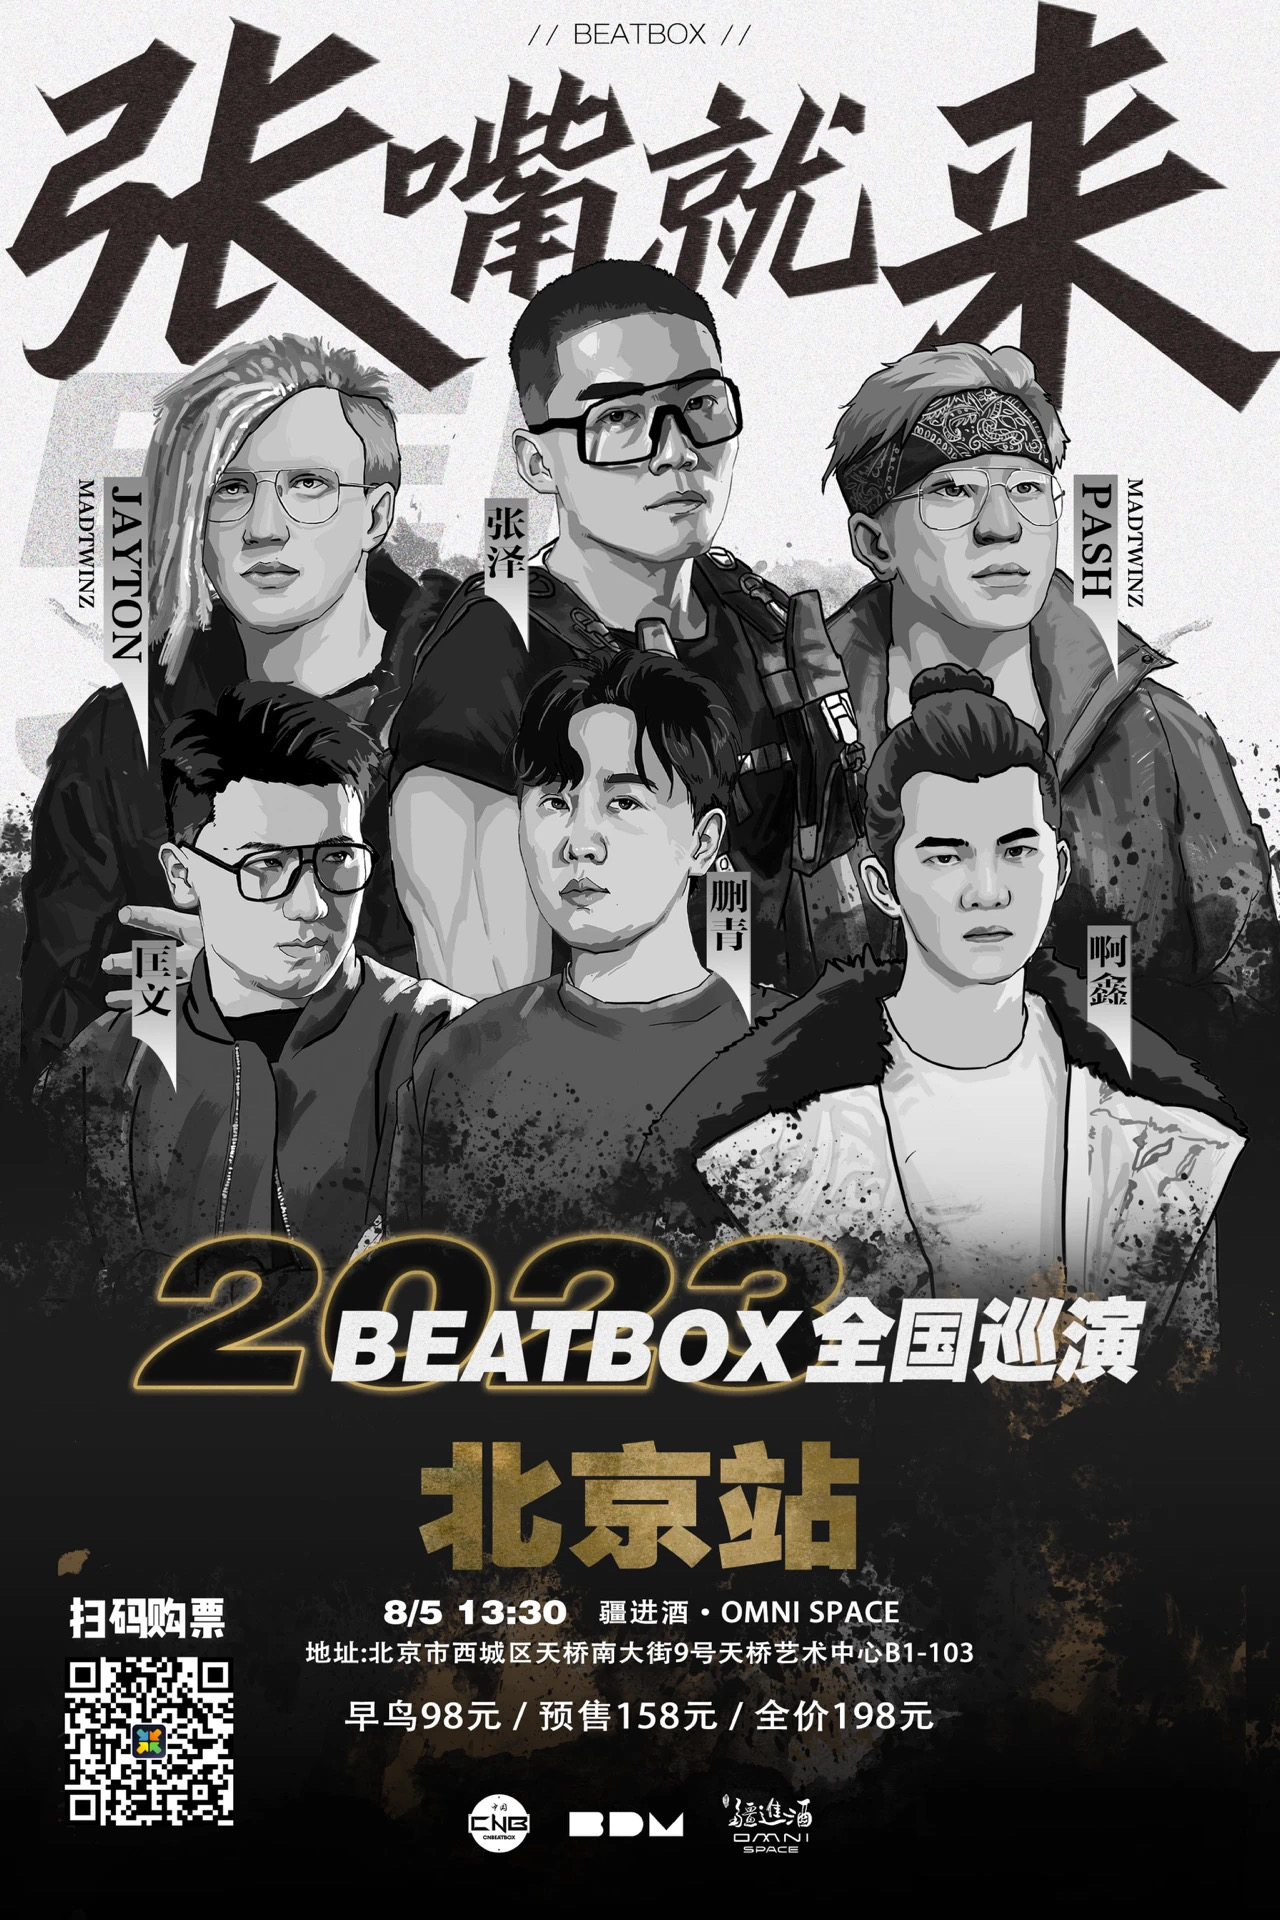 // BEATBOX //
张嘴就来
MADTWINZ
JAYTON
张泽
PASH
MADTWINZ
匡文
删青
啊鑫
2023
BEATBOX全国巡演
北京站
扫码购票
8/5 13:30 疆进酒·OMNI SPACE
地址:北京市西城区天桥南大街9号天桥艺术中心B1-103
早鸟98元 / 预售158元 / 全价198元
中国
CNB
CNBEATBOX
BDM
疆進酒
OMNI
SPACE